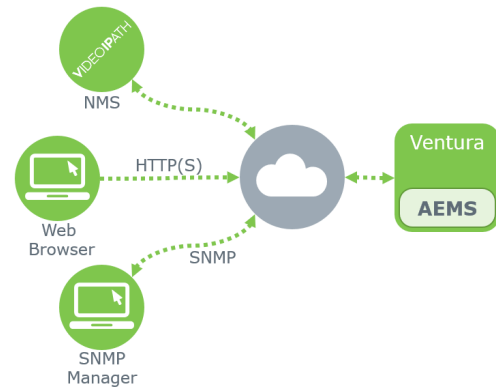 VIDEOIPATH
NMS
HTTP(S)
Web
Browser
SNMP
SNMP
Manager
Ventura
AEMS